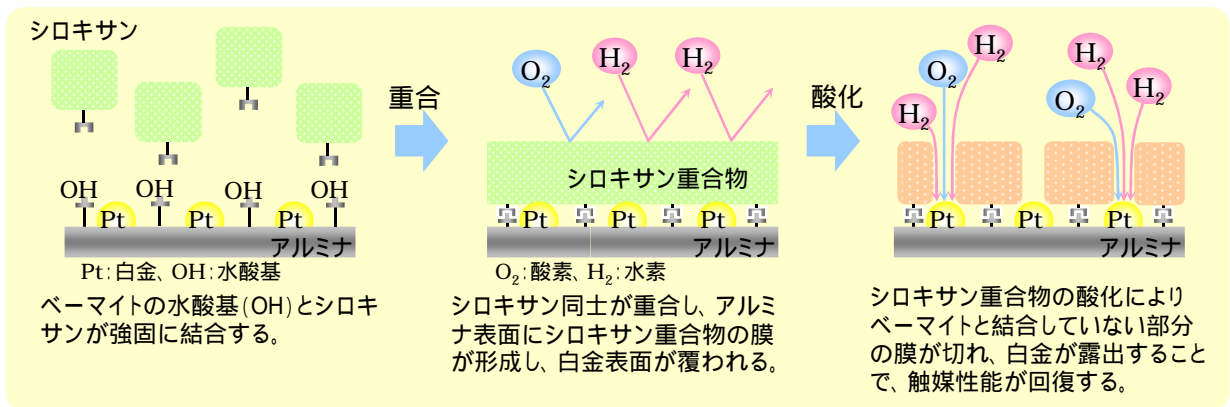 シロキサン
OH OH OH OH
Pt Pt Pt
アルミナ
Pt:白金、OH:水酸基
ベーマイトの水酸基(OH)とシロキ
サンが強固に結合する。
重合
O2 H2 H2
シロキサン重合物
Pt Pt Pt
アルミナ
O2:酸素、H2:水素
シロキサン同士が重合し、アルミ
ナ表面にシロキサン重合物の膜
が形成し、白金表面が覆われる。
酸化
H2 O2 H2 H2 O2 H2
Pt Pt Pt
アルミナ
シロキサン重合物の酸化により
ベーマイトと結合していない部分
の膜が切れ、白金が露出すること
で、触媒性能が回復する。